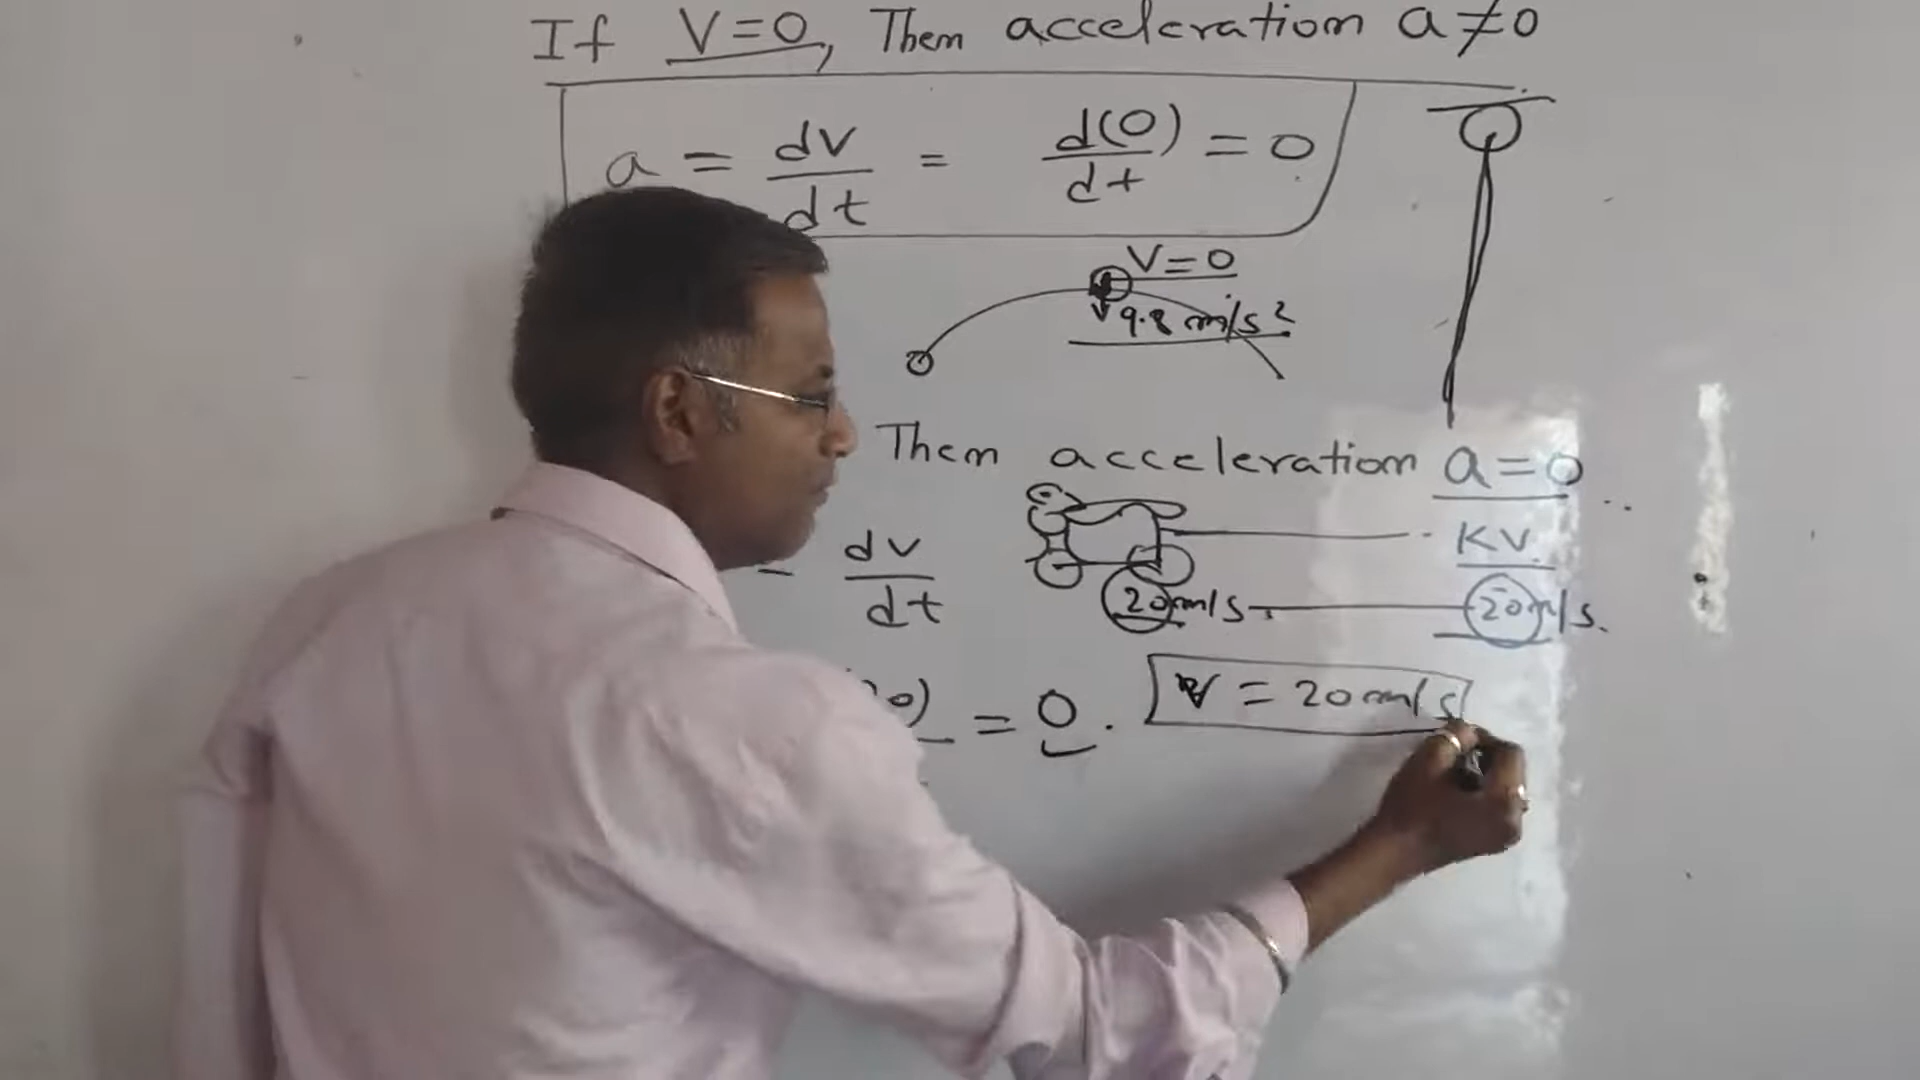 If V=0, Then acceleration a≠0
a = dv/dt = d(0)/dt = 0
V=0
9.8 m/s²
Then acceleration a=0
dv/dt
KV.
20m/s.
20m/s.
0) = 0.
V = 20m/s